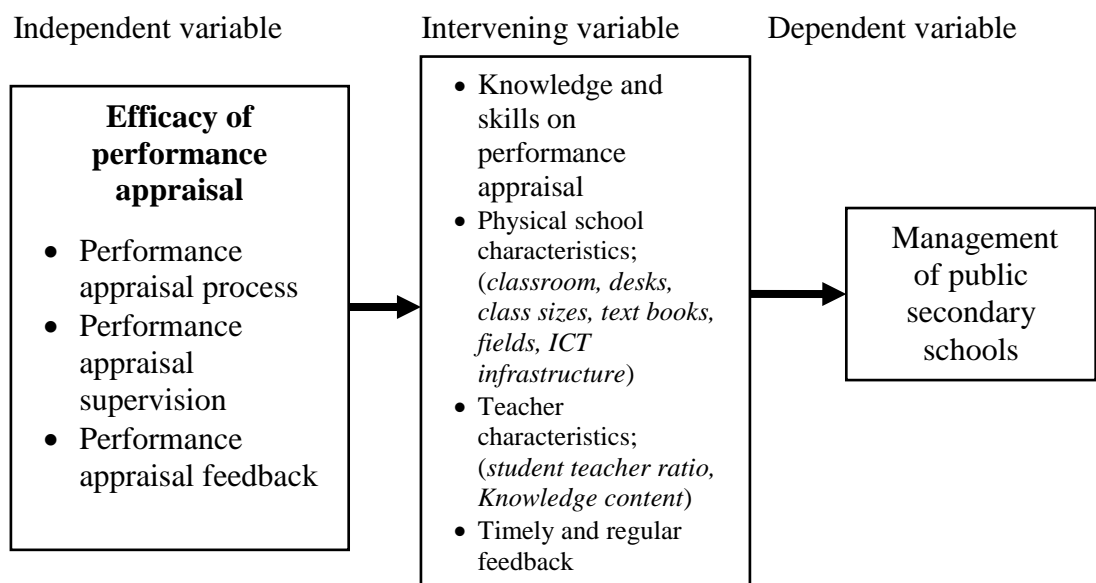 Independent variable
Intervening variable
Dependent variable
Efficacy of
performance
appraisal
• Performance
appraisal process
• Performance
appraisal
supervision
• Performance
appraisal feedback
• Knowledge and
skills on
performance
appraisal
• Physical school
characteristics;
(classroom, desks,
class sizes, text books,
fields, ICT
infrastructure)
• Teacher
characteristics;
(student teacher ratio,
Knowledge content)
• Timely and regular
feedback
Management
of public
secondary
schools